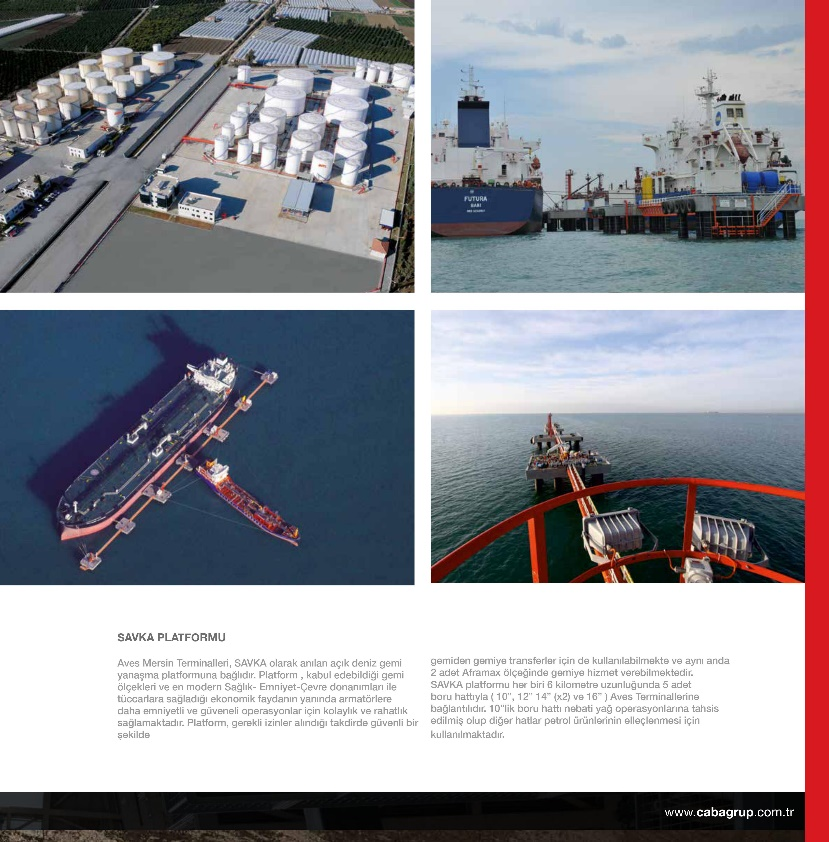 FUTURA
BARI
SAVKA PLATFORMU
Aves Mersin Terminalleri, SAVKA olarak anılan açık deniz gemi
yanaşma platformuna bağlıdır. Platform , kabul edebildiği gemi
ölçekleri ve en modern Sağlık- Emniyet-Çevre donanımları ile
tüccarlara sağladığı ekonomik faydanın yanında armatörlere
daha emniyetli ve güveneli operasyonlar için kolaylık ve rahatlık
sağlamaktadır. Platform, gerekli izinler alındığı takdirde güvenli bir
şekilde
gemiden gemiye transferler için de kullanılabilmekte ve aynı anda
2 adet Aframax ölçeğinde gemiye hizmet verebilmektedir.
SAVKA platformu her biri 6 kilometre uzunluğunda 5 adet
boru hattıyla ( 10”, 12” 14” (x2) ve 16” ) Aves Terminallerine
bağlantılıdır. 10”lik boru hattı nebati yağ operasyonlarına tahsis
edilmiş olup diğer hatlar petrol ürünlerinin elleçlenmesi için
kullanılmaktadır.
www.cabagrup.com.tr